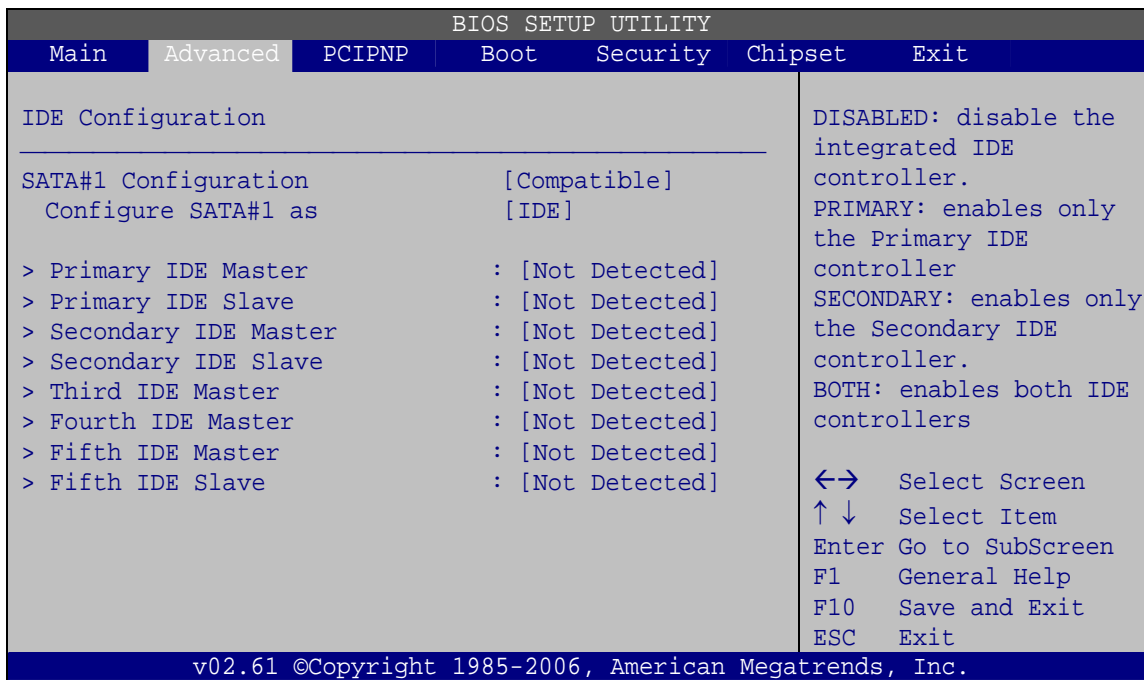 BIOS SETUP UTILITY
Main Advanced PCIPNP Boot Security Chipset Exit
IDE Configuration
SATA#1 Configuration [Compatible]
Configure SATA#1 as [IDE]
> Primary IDE Master : [Not Detected]
> Primary IDE Slave : [Not Detected]
> Secondary IDE Master : [Not Detected]
> Secondary IDE Slave : [Not Detected]
> Third IDE Master : [Not Detected]
> Fourth IDE Master : [Not Detected]
> Fifth IDE Master : [Not Detected]
> Fifth IDE Slave : [Not Detected]
DISABLED: disable the
integrated IDE
controller.
PRIMARY: enables only
the Primary IDE
controller
SECONDARY: enables only
the Secondary IDE
controller.
BOTH: enables both IDE
controllers
←→ Select Screen
↑ ↓ Select Item
Enter Go to SubScreen
F1 General Help
F10 Save and Exit
ESC Exit
v02.61 ©Copyright 1985-2006, American Megatrends, Inc.